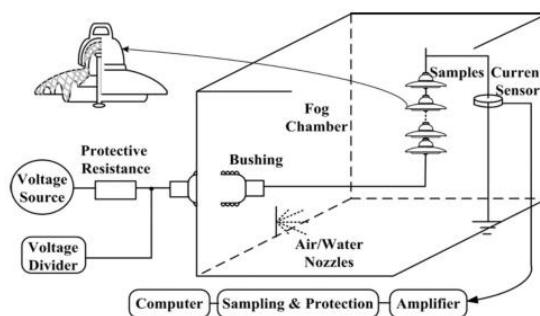 Samples
Current
Sensor
Fog
Chamber
Protective
Resistance
Bushing
Voltage
Source
Voltage
Divider
Air/Water
Nozzles
Computer
Sampling & Protection
Amplifier